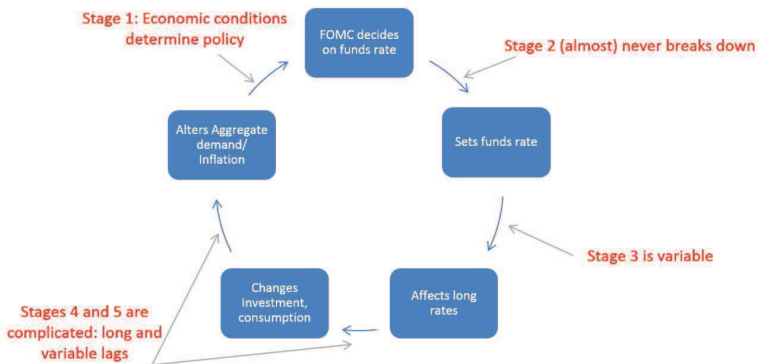 Stage 1: Economic conditions
determine policy
FOMC decides
on funds rate
Stage 2 (almost) never breaks down
Alters Aggregate
demand/
Inflation
Sets funds rate
Stage 3 is variable
Changes
Investment,
consumption
Affects long
rates
Stages 4 and 5 are
complicated: long and
variable lags